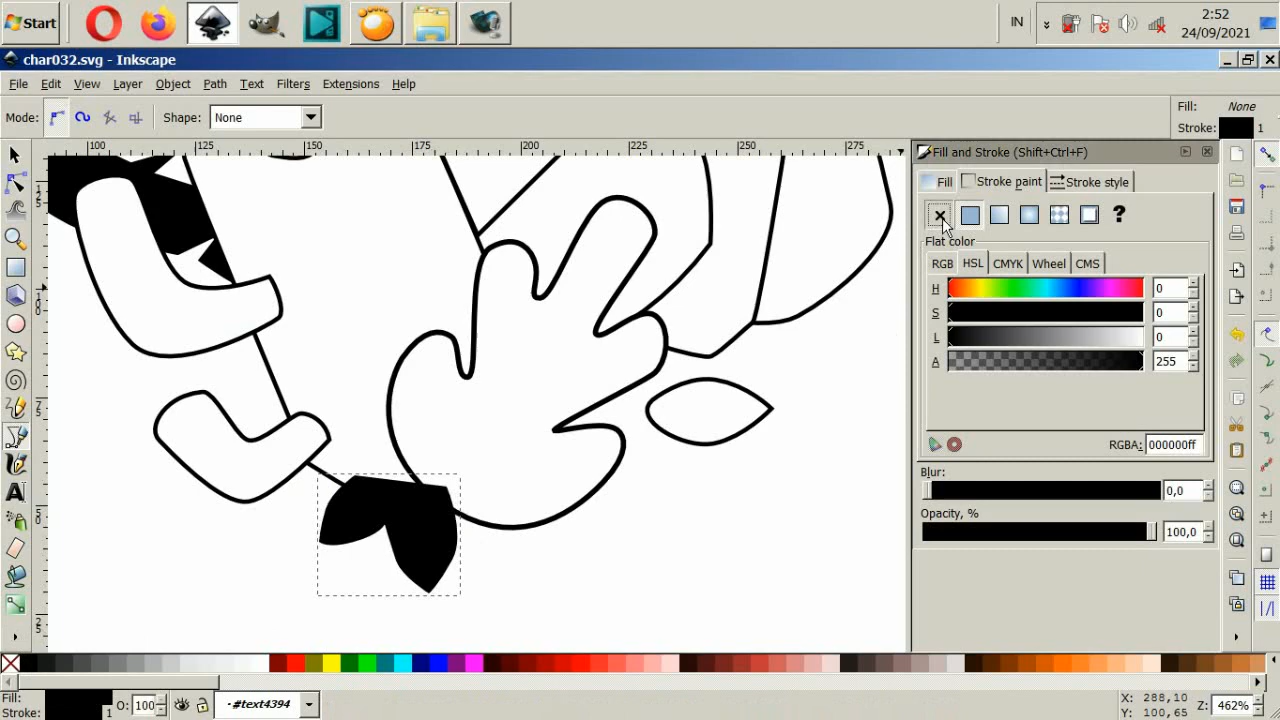 Start
IN
2:52
24/09/2021
char032.svg - Inkscape
File Edit View Layer Object Path Text Filters Extensions Help
Mode:
Shape:
None
Fill:
None
Stroke:
1
100 125 150 175 200 225 250 275
Fill and Stroke (Shift+Ctrl+F)
Fill
Stroke paint
Stroke style
?
Flat color
RGB HSL CMYK Wheel CMS
H 0
S 0
L 0
A 255
RGBA: 000000ff
Blur:
0,0
Opacity, %
100,0
Fill:
Stroke:
1
O: 100
·#text4394
X: 288,10
Y: 100,65
Z: 462%